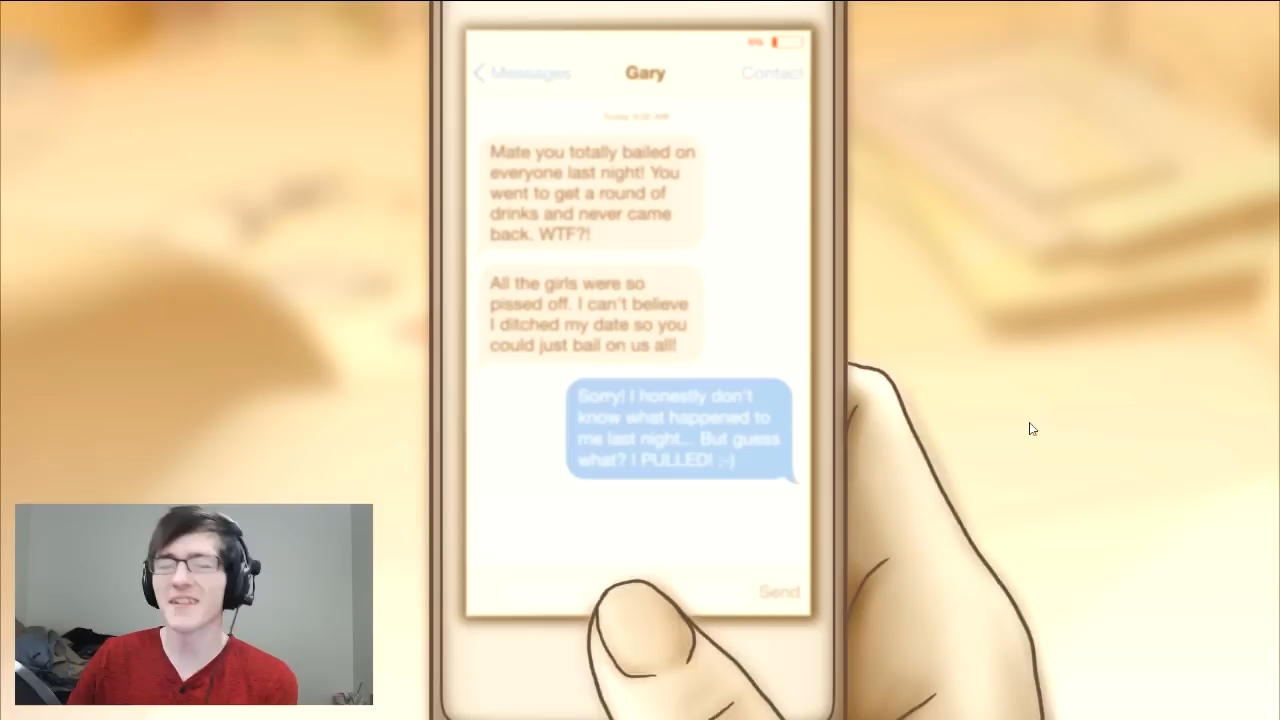 Messages
Gary
Contact
Mate you totally bailed on
everyone last night! You
went to get a round of
drinks and never came
back. WTF?!
All the girls were so
pissed off. I can't believe
I ditched my date so you
could just bail on us all!
Sorry! I honestly don't
know what happened to
me last night... But guess
what? I PULLED! ;-)
Send